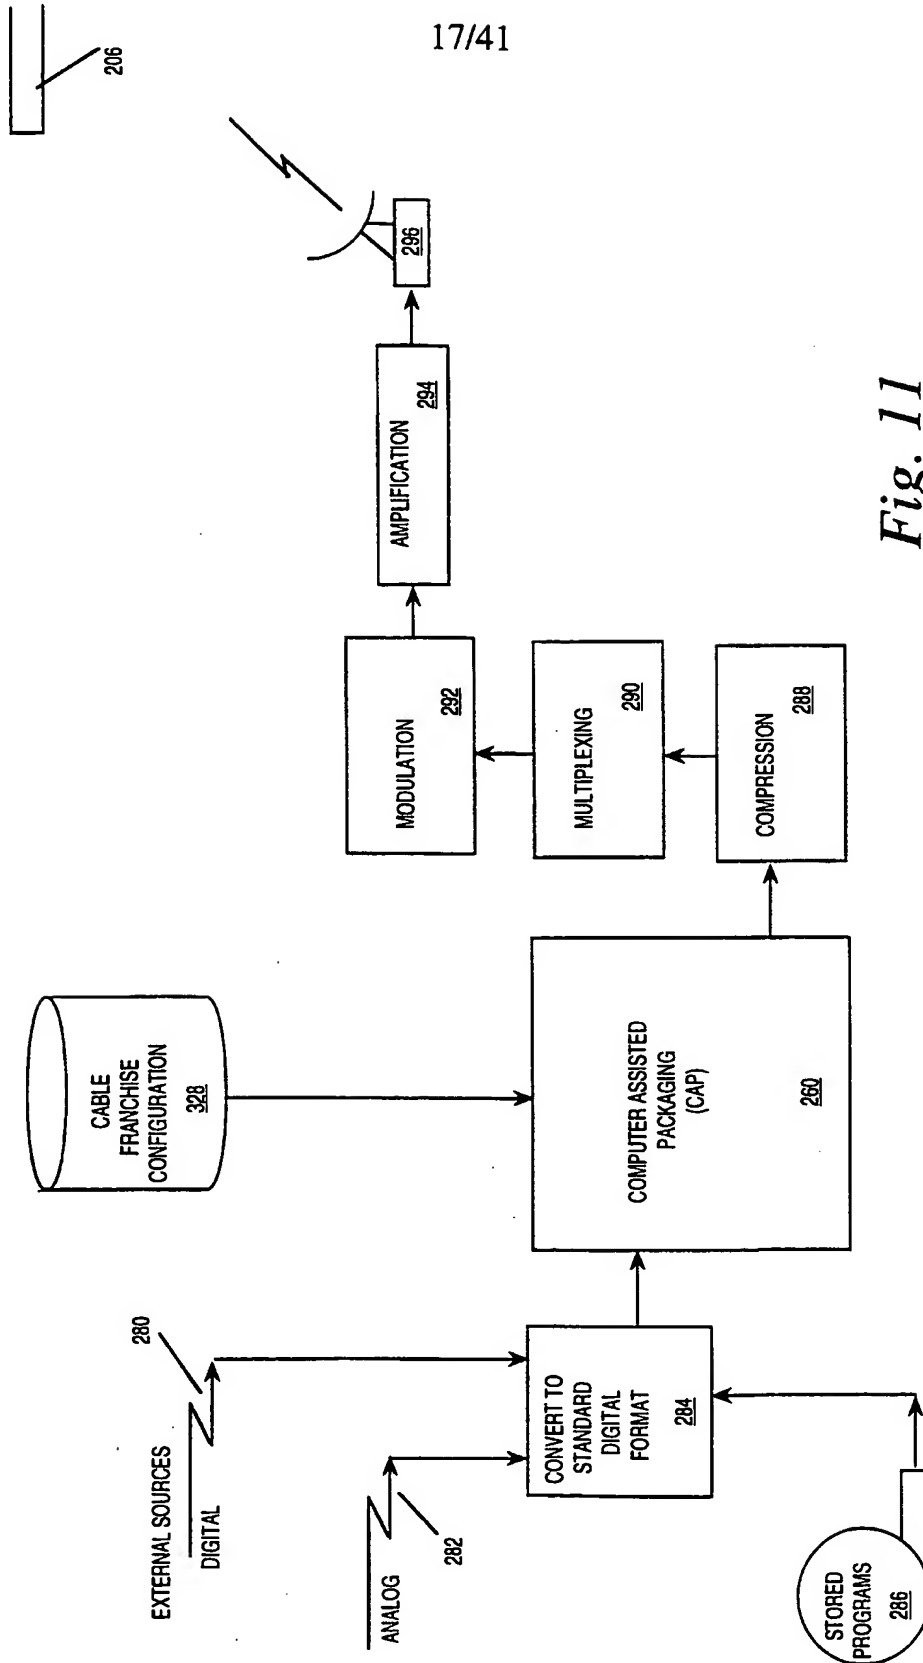 17/41
206
296
AMPLIFICATION
294
MODULATION
292
MULTIPLEXING
290
COMPRESSION
288
CABLE
FRANCHISE
CONFIGURATION
328
COMPUTER ASSISTED
PACKAGING
(CAP)
260
EXTERNAL SOURCES
DIGITAL
280
ANALOG
282
CONVERT TO
STANDARD
DIGITAL
FORMAT
284
STORED
PROGRAMS
286
Fig. 11